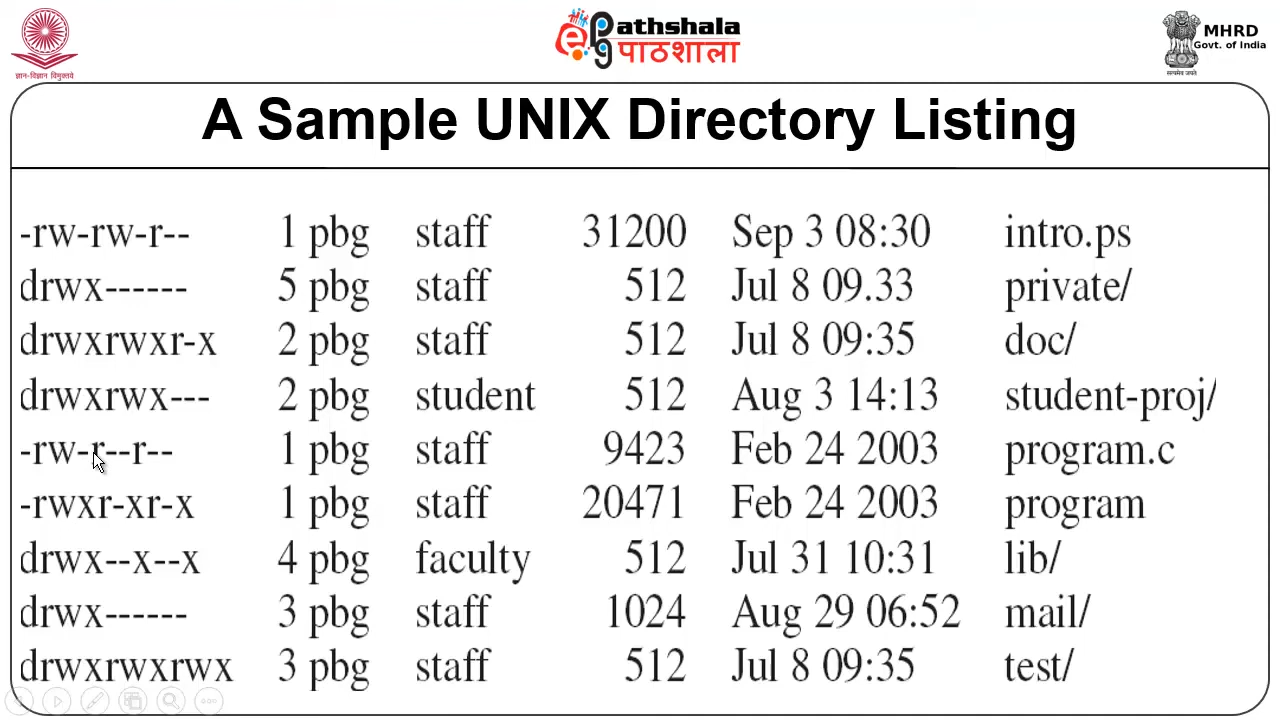 ज्ञान-विज्ञान विमुक्तये
ePathshala
पाठशाला
MHRD
Govt. of India
सत्यमेव जयते
A Sample UNIX Directory Listing
-rw-rw-r-- 1 pbg staff 31200 Sep 3 08:30 intro.ps
drwx------ 5 pbg staff 512 Jul 8 09.33 private/
drwxrwxr-x 2 pbg staff 512 Jul 8 09:35 doc/
drwxrwx--- 2 pbg student 512 Aug 3 14:13 student-proj/
-rw-r--r-- 1 pbg staff 9423 Feb 24 2003 program.c
-rwxr-xr-x 1 pbg staff 20471 Feb 24 2003 program
drwx--x--x 4 pbg faculty 512 Jul 31 10:31 lib/
drwx------ 3 pbg staff 1024 Aug 29 06:52 mail/
drwxrwxrwx 3 pbg staff 512 Jul 8 09:35 test/